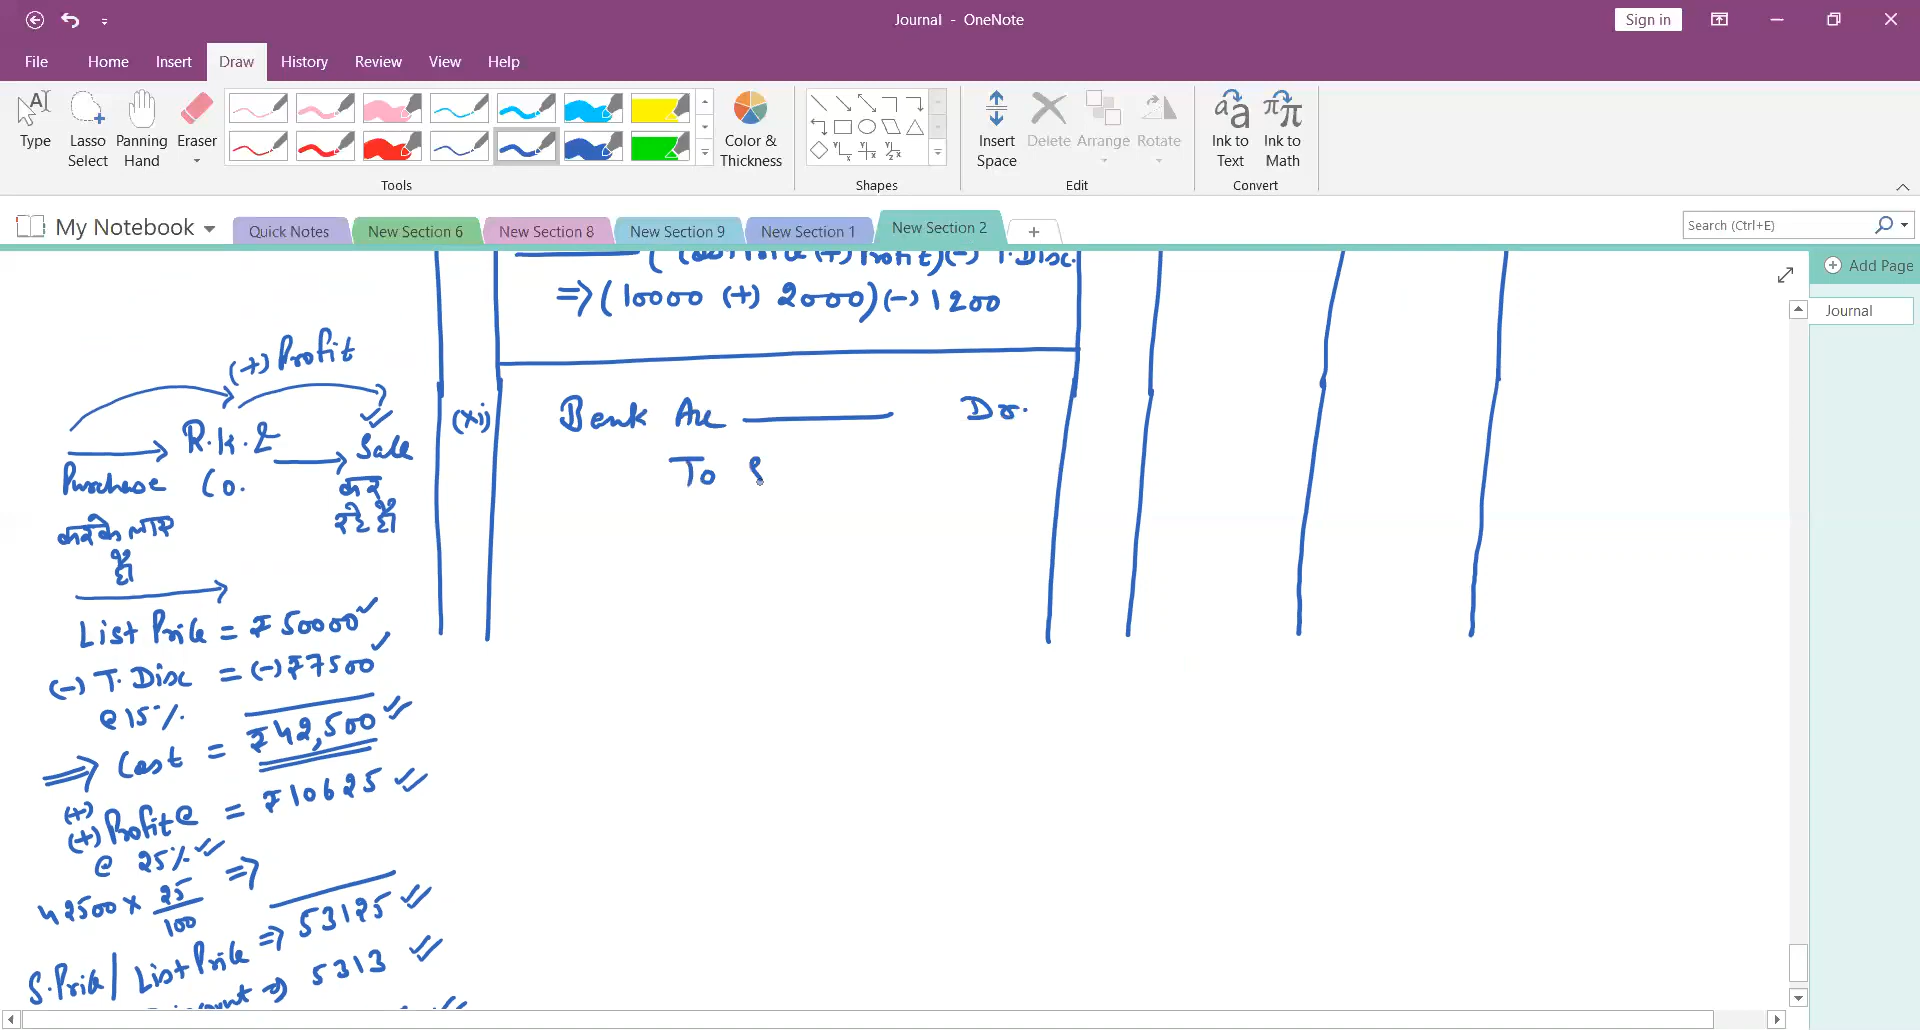 Journal - OneNote
Sign in
File Home Insert Draw History Review View Help
Type
Lasso Select
Panning Hand
Eraser
Color & Thickness
Insert Space
Delete
Arrange
Rotate
Ink to Text
Ink to Math
Tools
Shapes
Edit
Convert
My Notebook
Quick Notes
New Section 6
New Section 8
New Section 9
New Section 1
New Section 2
Search (Ctrl+E)
Add Page
Journal
(Cost Price (+) Profit) (-) T.Disc.
=> (10000 (+) 2000) (-) 1200
(xi) Bank A/c Dr.
To
(+) Profit
R.K. & Co.
Purchase
Sale
List Price = ₹50000
(-) T. Disc = (-) ₹7500
@ 15%
=> Cost = ₹42,500
(+)
(+) Profit @ = ₹10625
@ 25% =>
42500 × 25/100
S.Price / List Price => 53125
=> 5313